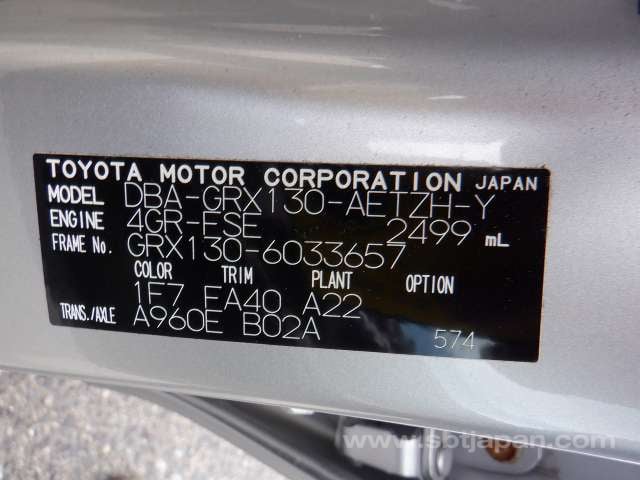 TOYOTA MOTOR CORPORATION JAPAN
MODEL DBA-GRX130-AETZH-Y
ENGINE 4GR-FSE 2499 mL
FRAME No. GRX130-6033657
COLOR TRIM PLANT OPTION
1F7 FA40 A22
TRANS./AXLE A960E B02A
574
www.sbtjapan.com